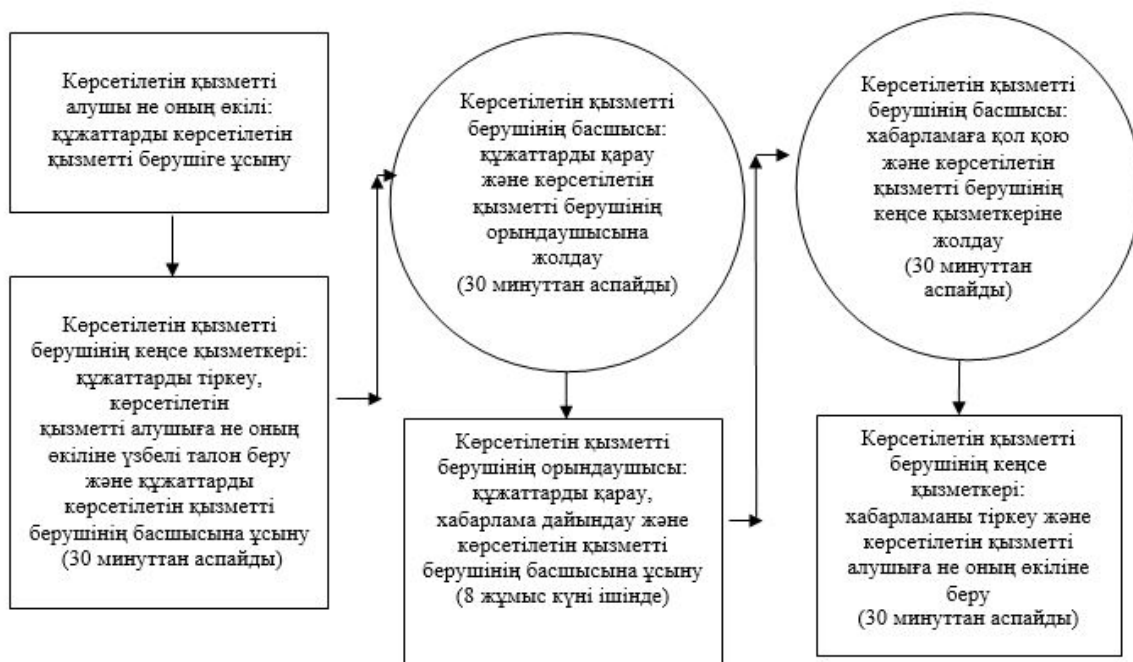 Көрсетілетін қызметті
алушы не оның өкілі:
құжаттарды көрсетілетін
қызметті берушіге ұсыну
Көрсетілетін қызметті
берушінің кеңсе қызметкері:
құжаттарды тіркеу,
көрсетілетін
қызметті алушыға не оның
өкіліне үзбелі талон беру
және құжаттарды
көрсетілетін қызметті
берушінің басшысына ұсыну
(30 минуттан аспайды)
Көрсетілетін қызметті
берушінің басшысы:
құжаттарды қарау
және көрсетілетін
қызметті берушінің
орындаушысына
жолдау
(30 минуттан аспайды)
Көрсетілетін қызметті
берушінің орындаушысы:
құжаттарды қарау,
хабарлама дайындау және
көрсетілетін қызметті
берушінің басшысына ұсыну
(8 жұмыс күні ішінде)
Көрсетілетін қызметті
берушінің басшысы:
хабарламаға қол қою
және көрсетілетін
қызметті берушінің
кеңсе қызметкеріне
жолдау
(30 минуттан
аспайды)
Көрсетілетін қызметті
берушінің кеңсе
қызметкері:
хабарламаны тіркеу және
көрсетілетін қызметті
алушыға не оның өкіліне
беру
(30 минуттан аспайды)